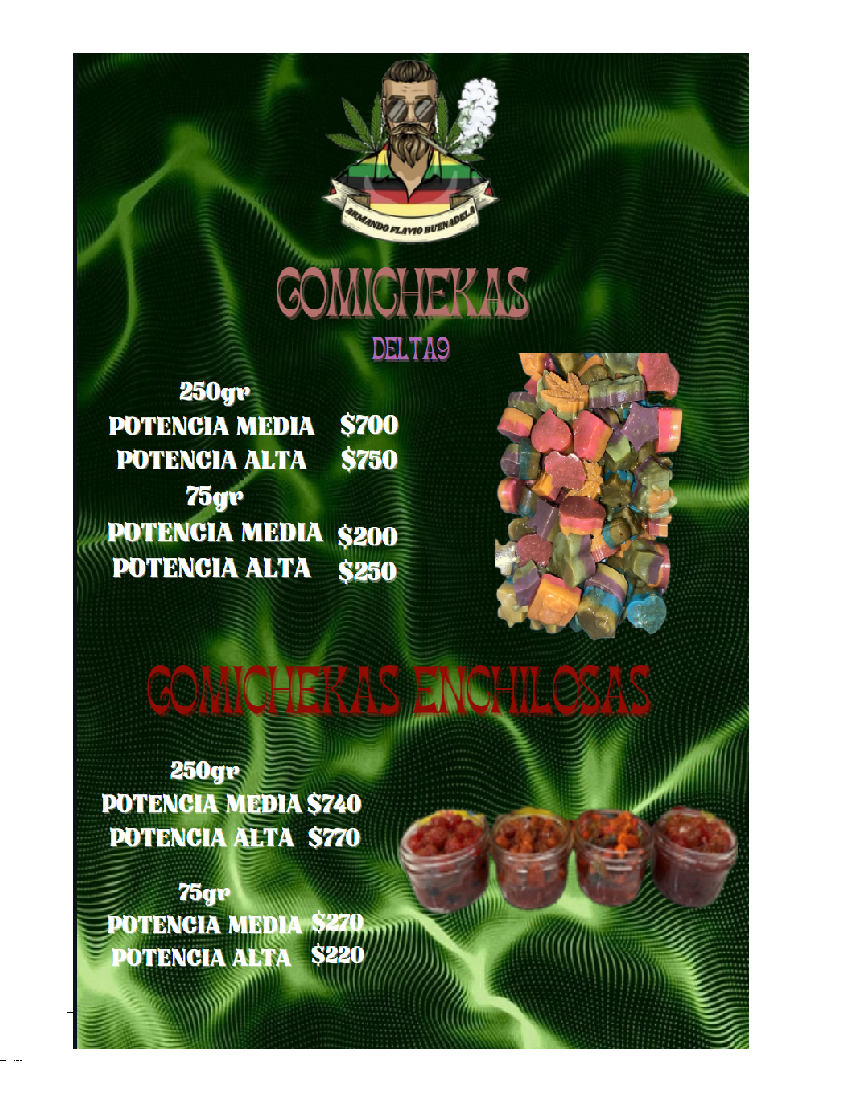 ARMANDO FLAVIO BUENADELA
GOMICHEKAS
DELTA9
250gr
POTENCIA MEDIA $700
POTENCIA ALTA $750
75gr
POTENCIA MEDIA $200
POTENCIA ALTA $250
GOMICHEKAS ENCHILOSAS
250gr
POTENCIA MEDIA $740
POTENCIA ALTA $770
75gr
POTENCIA MEDIA $270
POTENCIA ALTA $220